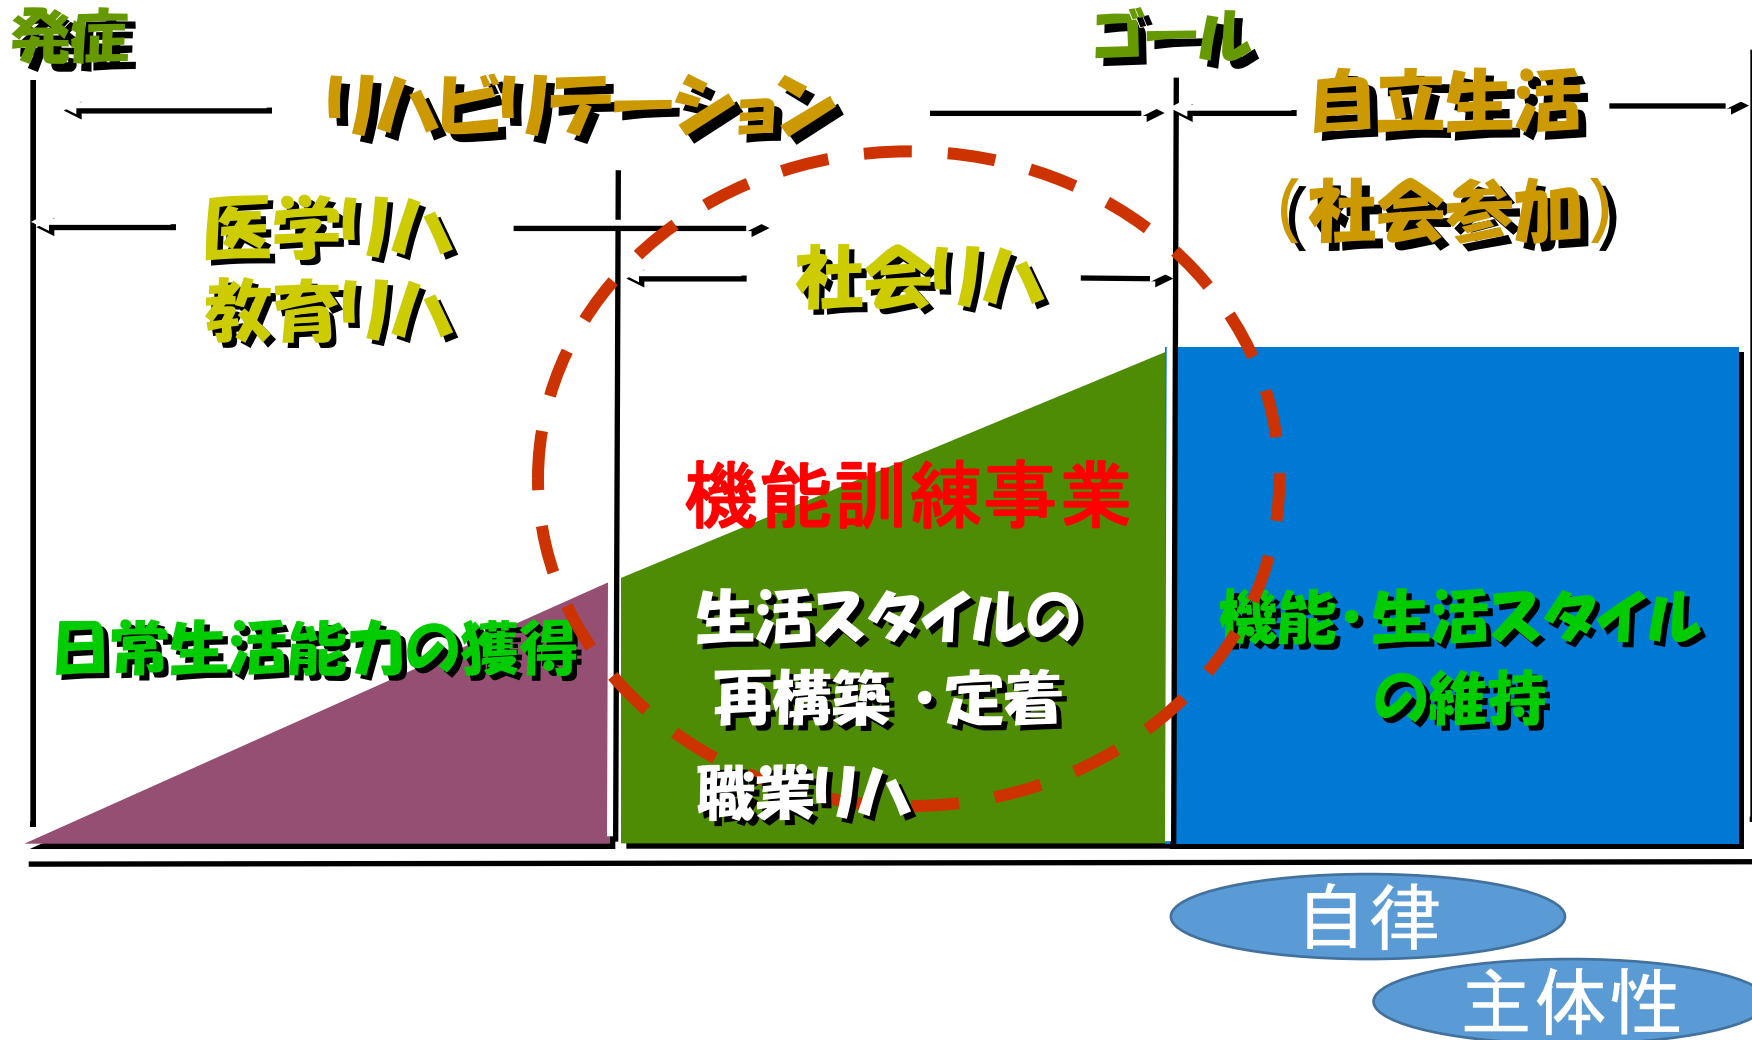 発症
ゴール
リハビリテーション
自立生活
(社会参加)
医学リハ
教育リハ
社会リハ
機能訓練事業
日常生活能力の獲得
生活スタイルの
再構築・定着
職業リハ
機能・生活スタイル
の維持
自律
主体性